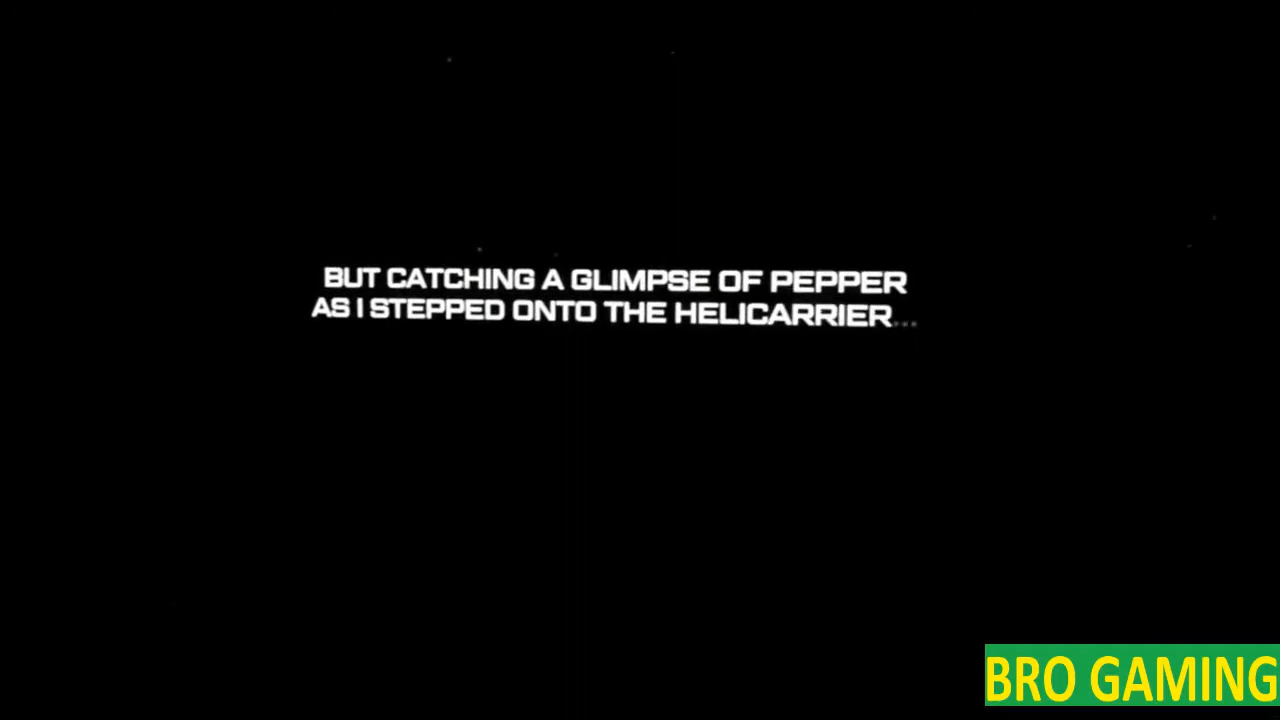 BUT CATCHING A GLIMPSE OF PEPPER
AS I STEPPED ONTO THE HELICARRIER...
BRO GAMING